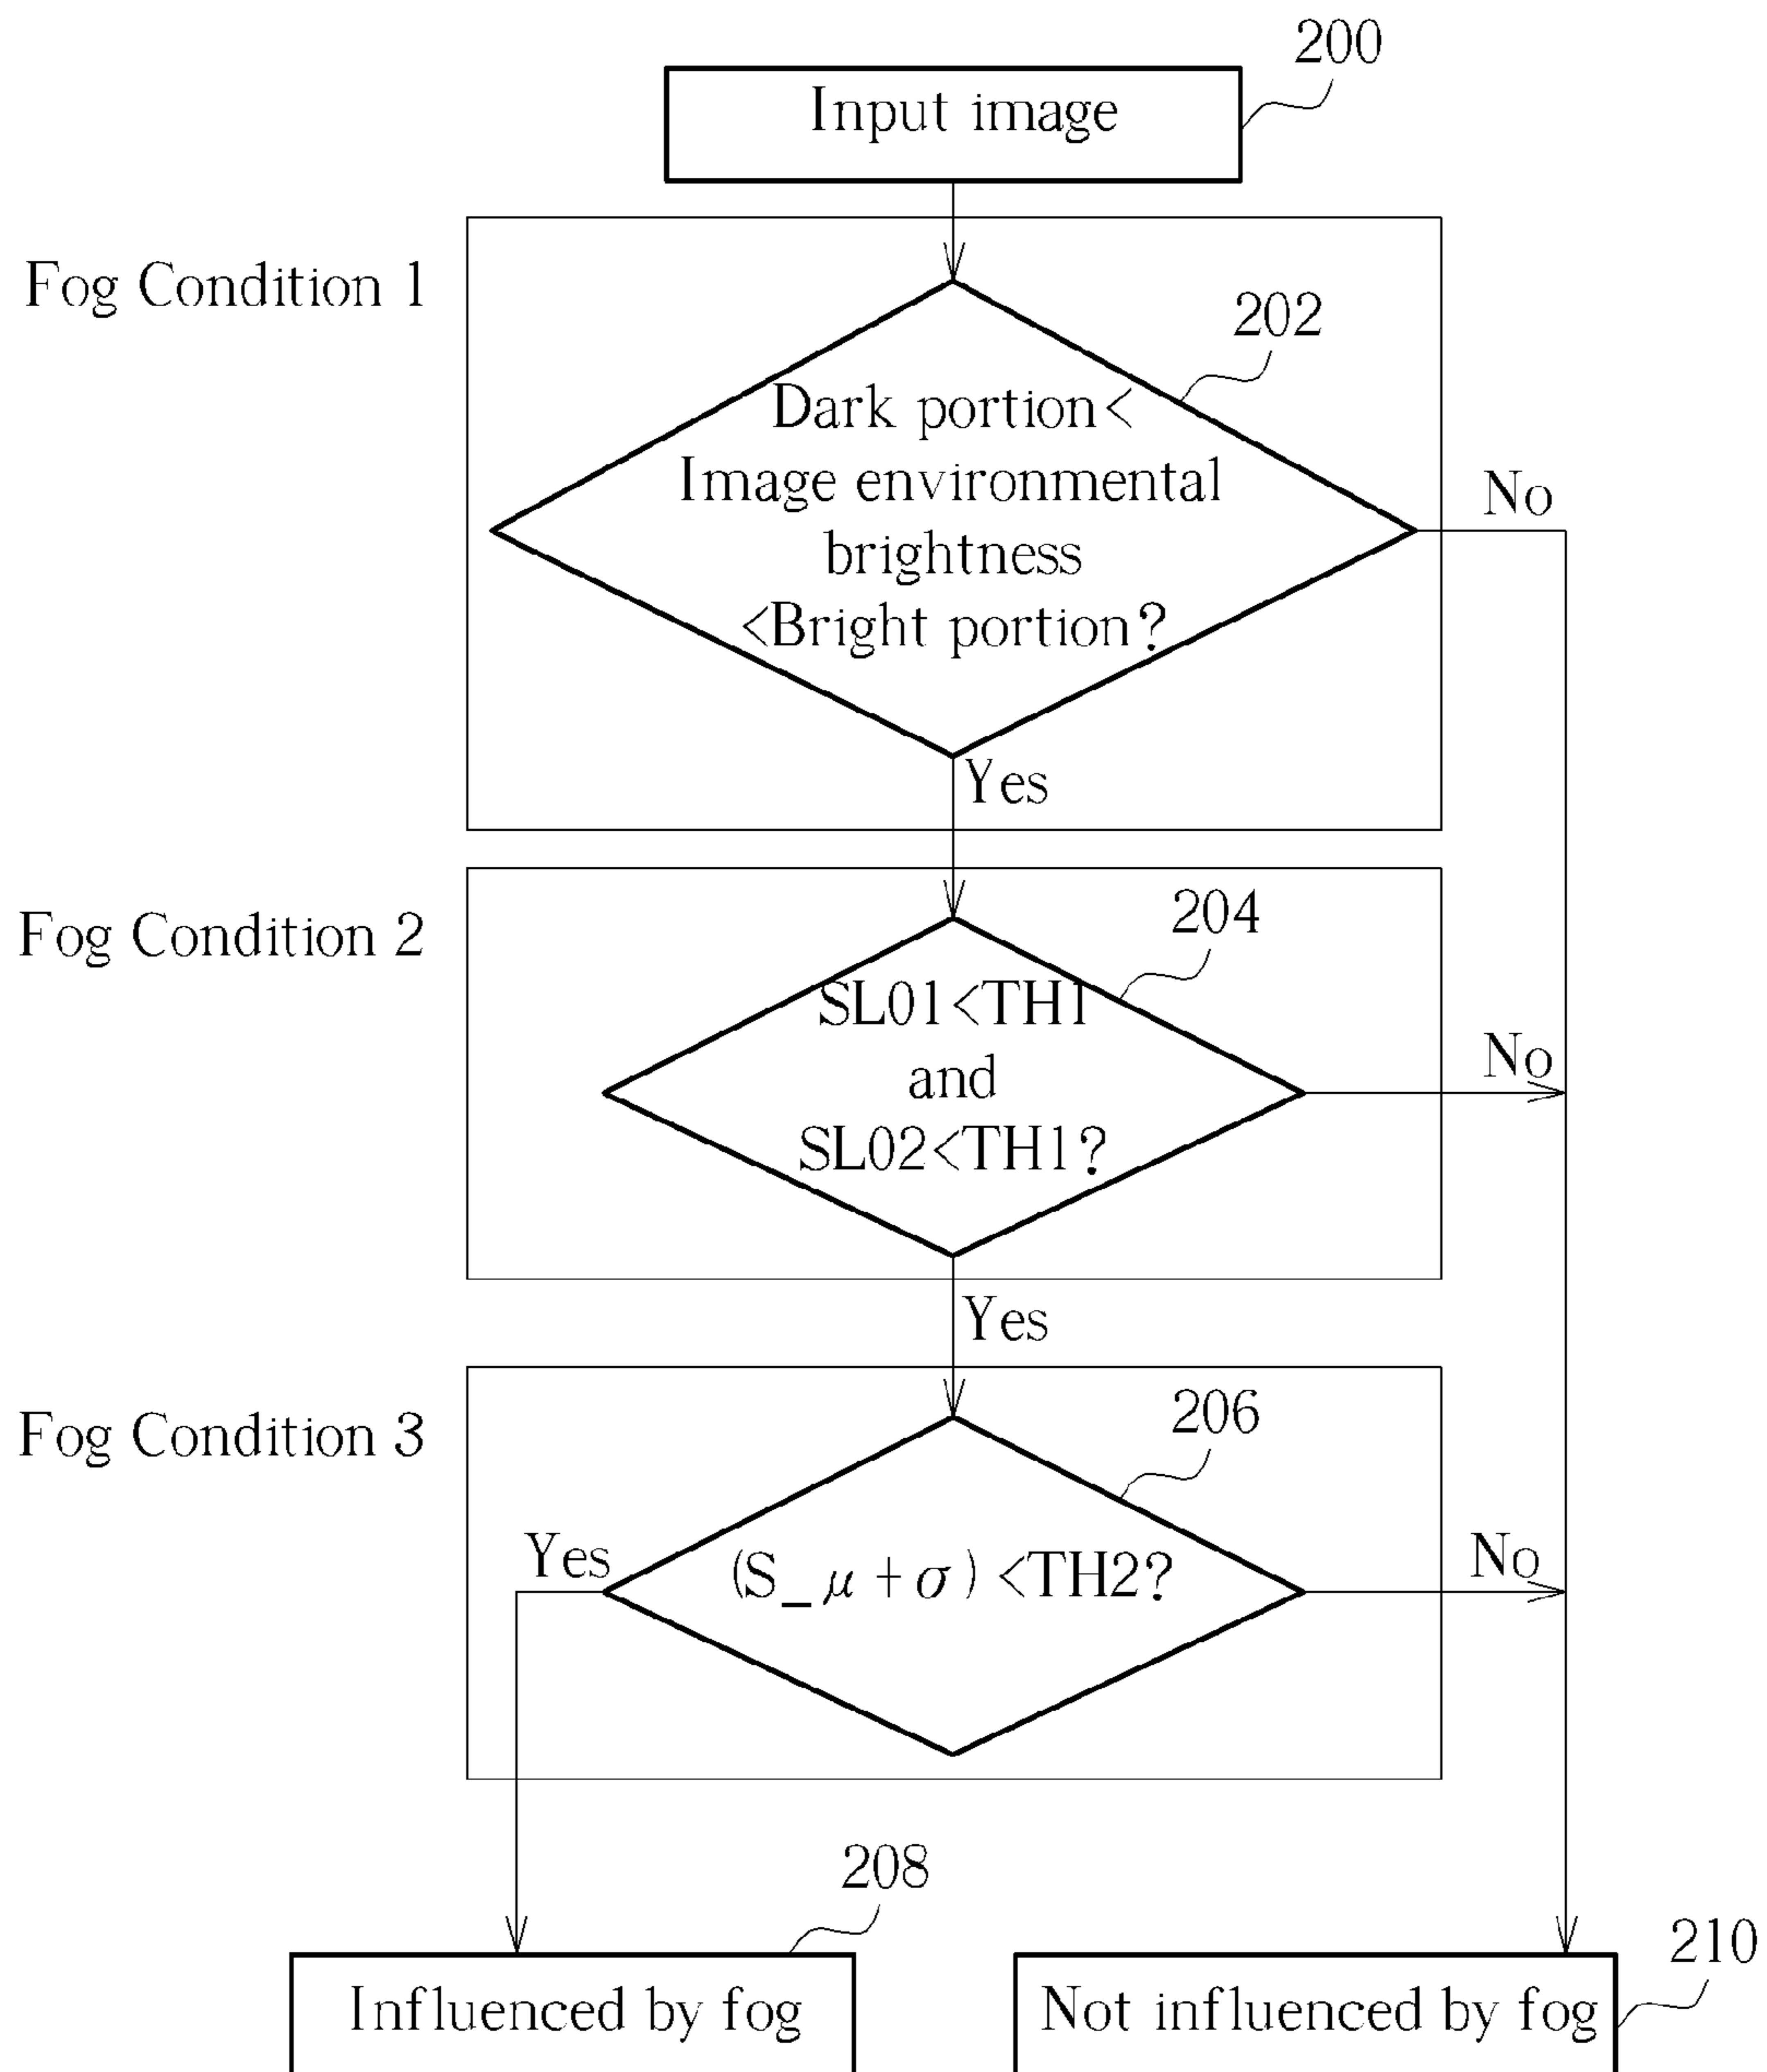 200
Input image
Fog Condition 1
202
Dark portion<
Image environmental
brightness
<Bright portion?
No
Yes
Fog Condition 2
204
SL01<TH1
and
SL02<TH1?
No
Yes
Fog Condition 3
206
Yes
(S_μ+σ)<TH2?
No
208
Influenced by fog
210
Not influenced by fog